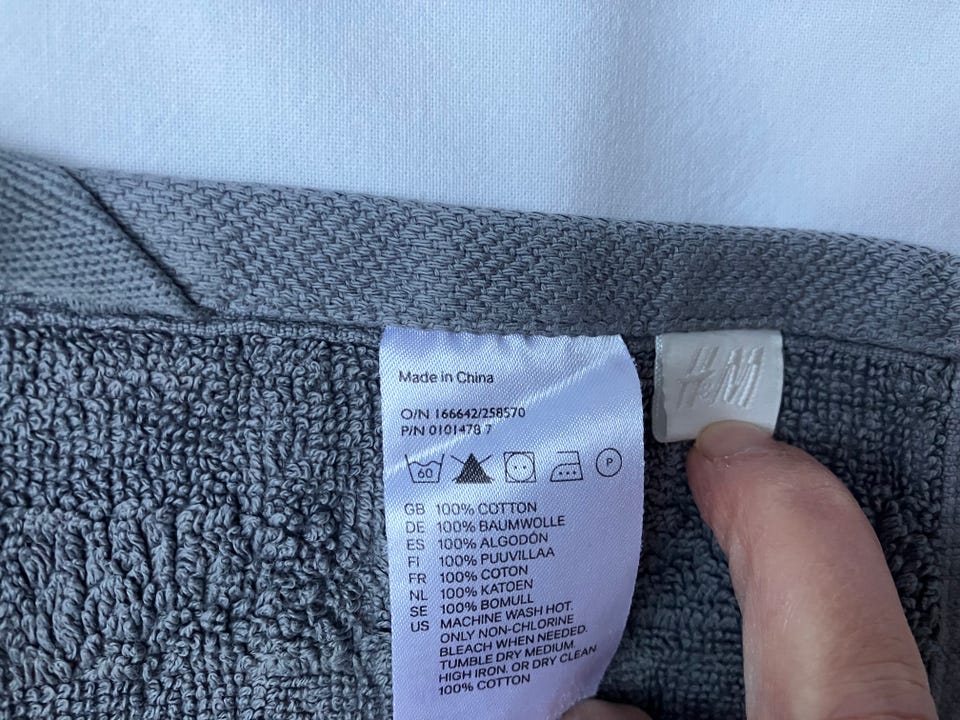 Made in China
O/N 166642/258570
P/N 0101478 7
60
P
GB 100% COTTON
DE 100% BAUMWOLLE
ES 100% ALGODÓN
FI 100% PUUVILLAA
FR 100% COTON
NL 100% KATOEN
SE 100% BOMULL
US MACHINE WASH HOT.
ONLY NON-CHLORINE
BLEACH WHEN NEEDED.
TUMBLE DRY MEDIUM.
HIGH IRON. OR DRY CLEAN
100% COTTON
H&M